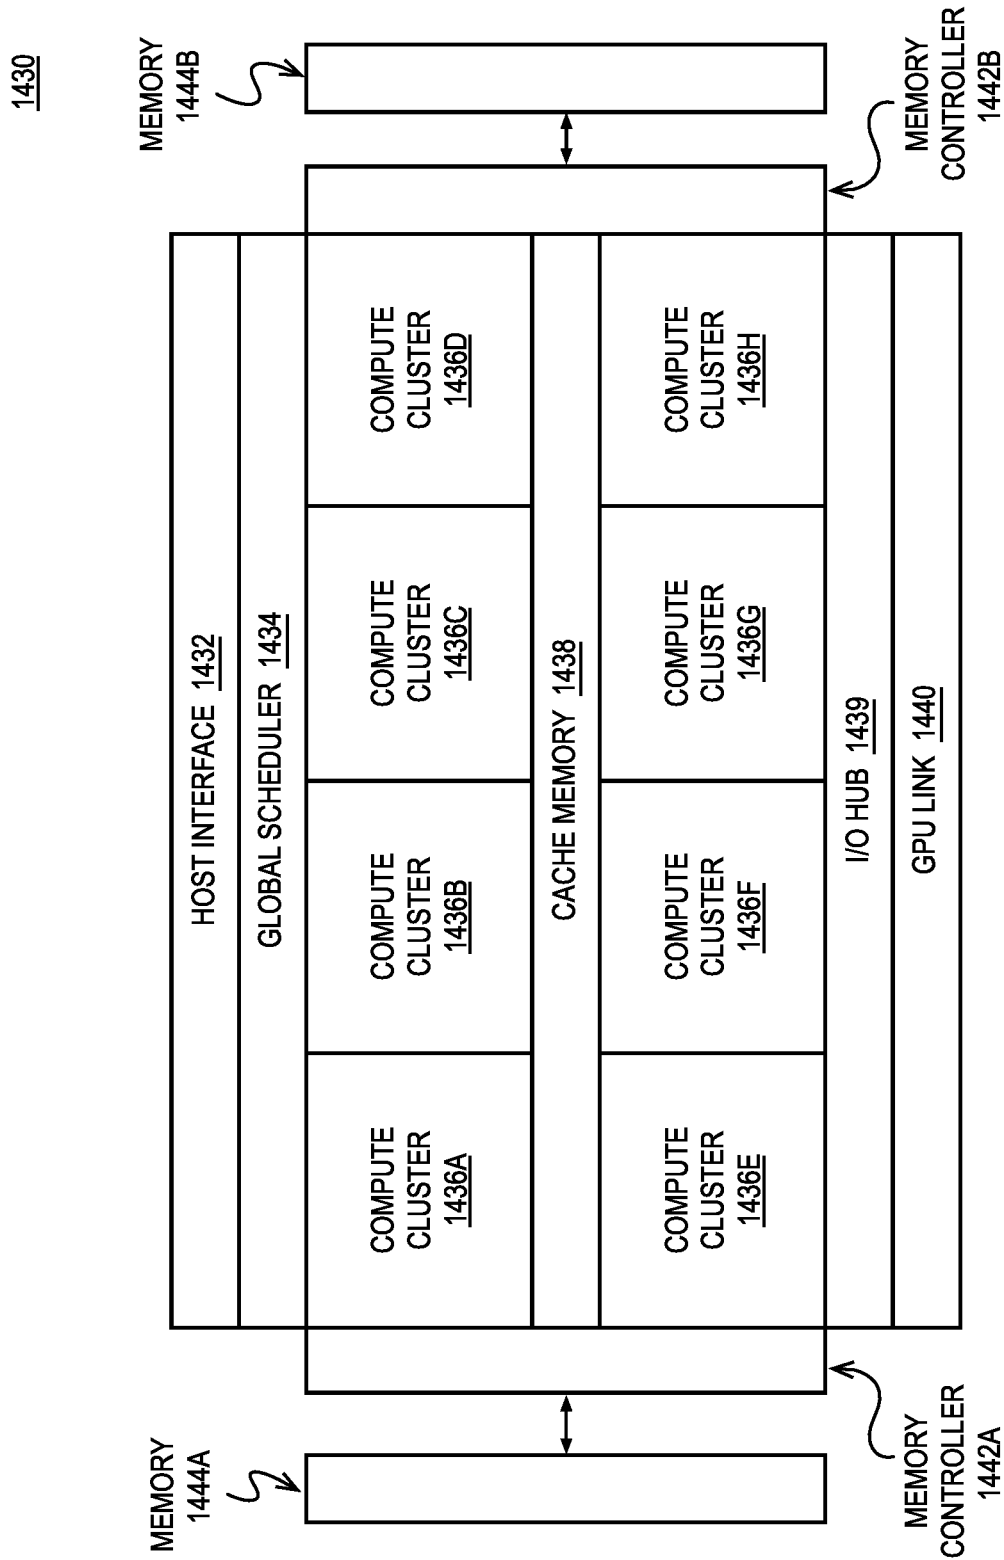 1430
MEMORY
1444A
MEMORY
1444B
HOST INTERFACE 1432
GLOBAL SCHEDULER 1434
COMPUTE
CLUSTER
1436A
COMPUTE
CLUSTER
1436B
COMPUTE
CLUSTER
1436C
COMPUTE
CLUSTER
1436D
CACHE MEMORY 1438
COMPUTE
CLUSTER
1436E
COMPUTE
CLUSTER
1436F
COMPUTE
CLUSTER
1436G
COMPUTE
CLUSTER
1436H
I/O HUB 1439
GPU LINK 1440
MEMORY
CONTROLLER
1442A
MEMORY
CONTROLLER
1442B